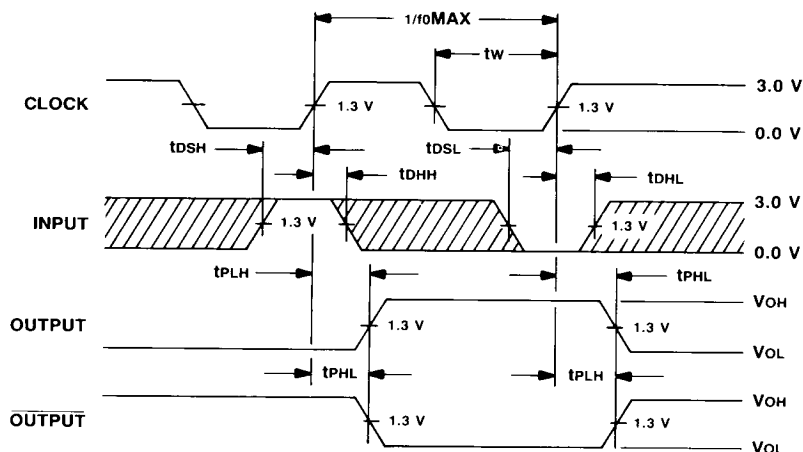 1/f0MAX
tW
CLOCK
1.3 V
1.3 V
3.0 V
0.0 V
tDSH
tDSL
tDHH
tDHL
INPUT
1.3 V
1.3 V
3.0 V
0.0 V
tPLH
tPHL
OUTPUT
1.3 V
1.3 V
VOH
VOL
tPHL
tPLH
OUTPUT
1.3 V
1.3 V
VOH
VOL